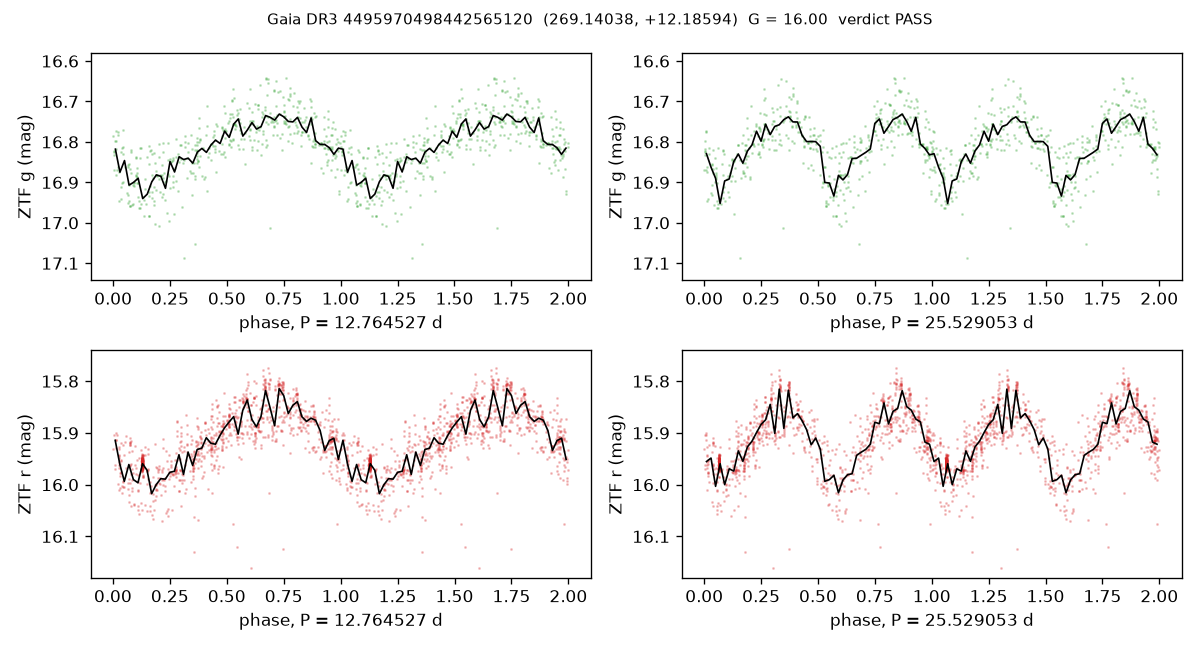 Gaia DR3 4495970498442565120  (269.14038, +12.18594)  G = 16.00  verdict PASS
ZTF g (mag)
16.6
16.7
16.8
16.9
17.0
17.1
0.00 0.25 0.50 0.75 1.00 1.25 1.50 1.75 2.00
phase, P = 12.764527 d
ZTF g (mag)
16.6
16.7
16.8
16.9
17.0
17.1
0.00 0.25 0.50 0.75 1.00 1.25 1.50 1.75 2.00
phase, P = 25.529053 d
ZTF r (mag)
15.8
15.9
16.0
16.1
0.00 0.25 0.50 0.75 1.00 1.25 1.50 1.75 2.00
phase, P = 12.764527 d
ZTF r (mag)
15.8
15.9
16.0
16.1
0.00 0.25 0.50 0.75 1.00 1.25 1.50 1.75 2.00
phase, P = 25.529053 d